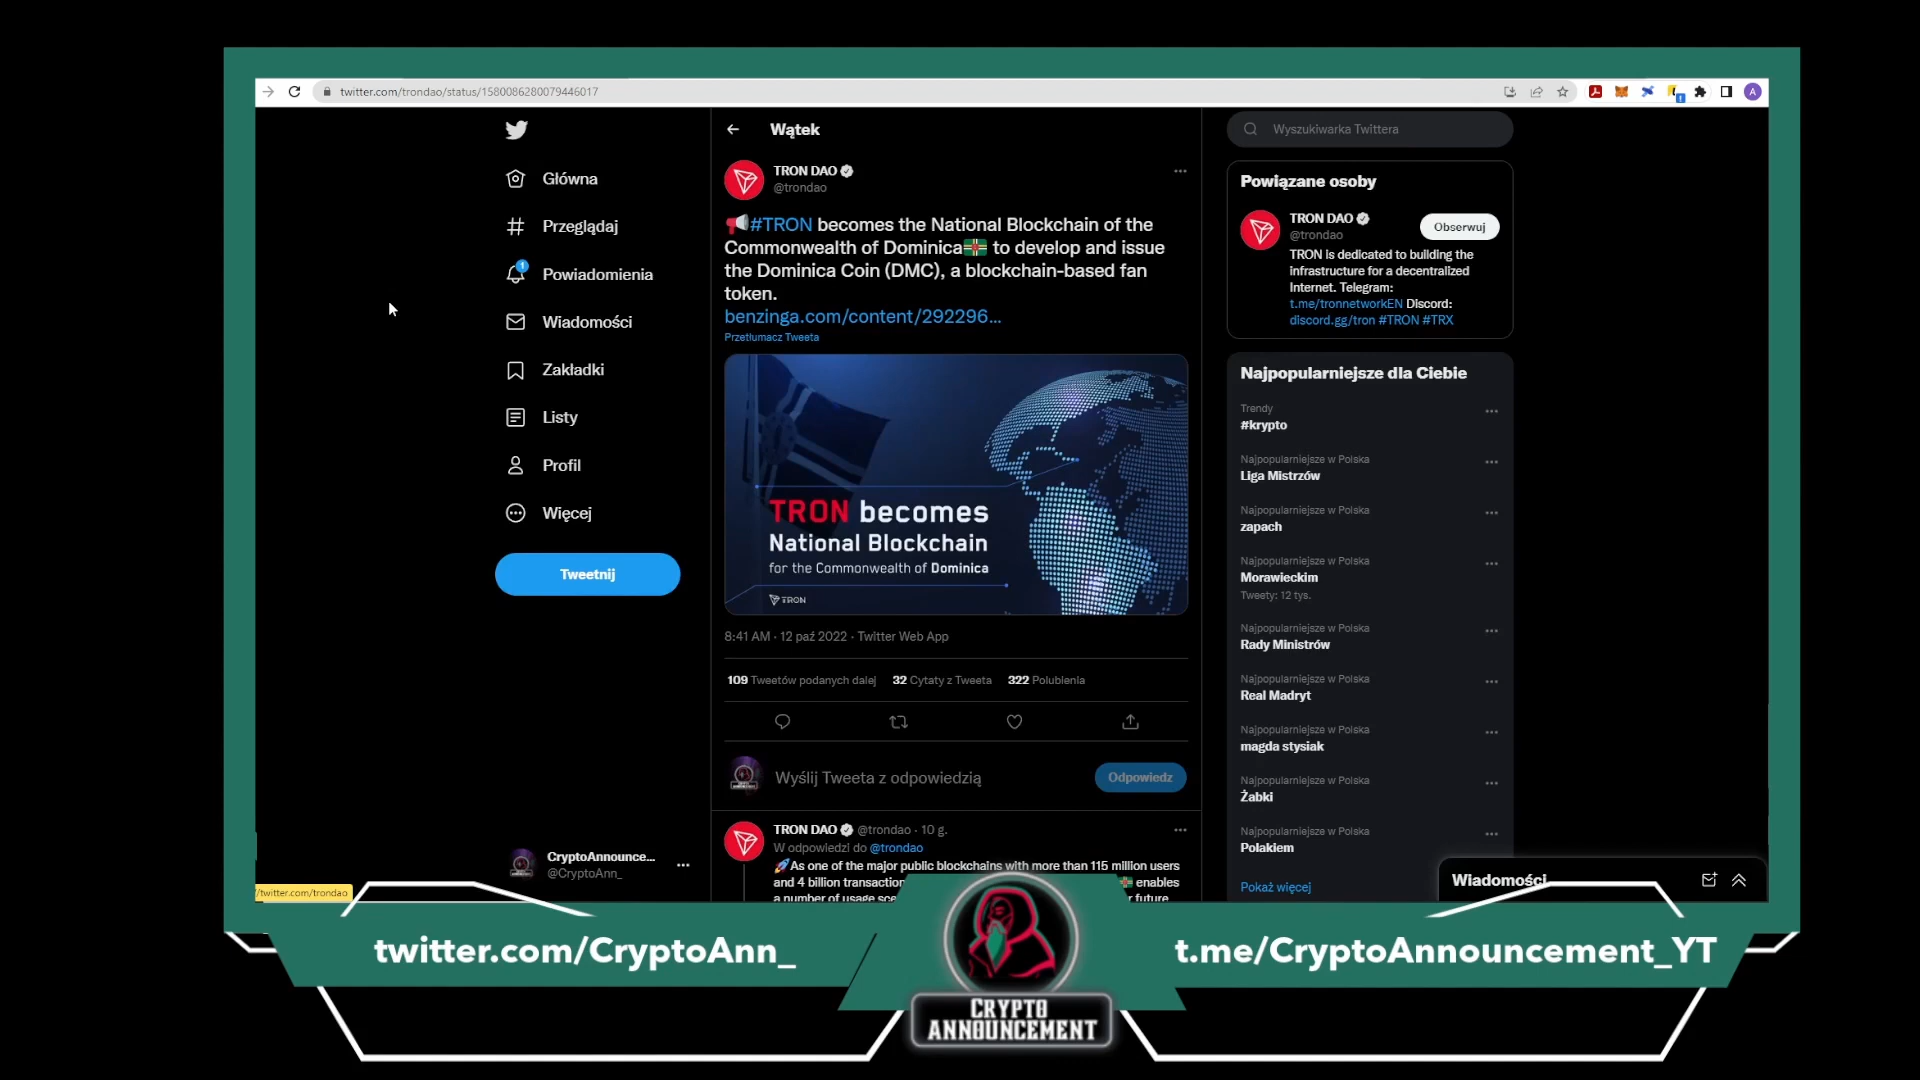 twitter.com/trondao/status/1580086280079446017
A
Wątek
Wyszukiwarka Twittera
Główna
Przeglądaj
1
Powiadomienia
Wiadomości
Zakładki
Listy
Profil
Więcej
Tweetnij
CryptoAnnounce...
@CryptoAnn_
/twitter.com/trondao
TRON DAO
@trondao
#TRON becomes the National Blockchain of the
Commonwealth of Dominica to develop and issue
the Dominica Coin (DMC), a blockchain-based fan
token.
benzinga.com/content/292296...
Przetłumacz Tweeta
TRON becomes
National Blockchain
for the Commonwealth of Dominica
TRON
8:41 AM · 12 paź 2022 · Twitter Web App
109 Tweetów podanych dalej 32 Cytaty z Tweeta 322 Polubienia
Wyślij Tweeta z odpowiedzią
Odpowiedz
TRON DAO @trondao · 10 g.
W odpowiedzi do @trondao
As one of the major public blockchains with more than 115 million users
and 4 billion transaction enables
a number of usage sce r future
Powiązane osoby
TRON DAO
@trondao
Obserwuj
TRON is dedicated to building the
infrastructure for a decentralized
Internet. Telegram:
t.me/tronnetworkEN Discord:
discord.gg/tron #TRON #TRX
Najpopularniejsze dla Ciebie
Trendy
#krypto
Najpopularniejsze w Polska
Liga Mistrzów
Najpopularniejsze w Polska
zapach
Najpopularniejsze w Polska
Morawieckim
Tweety: 12 tys.
Najpopularniejsze w Polska
Rady Ministrów
Najpopularniejsze w Polska
Real Madryt
Najpopularniejsze w Polska
magda stysiak
Najpopularniejsze w Polska
Żabki
Najpopularniejsze w Polska
Polakiem
Pokaż więcej
Wiadomości
twitter.com/CryptoAnn_
t.me/CryptoAnnouncement_YT
CRYPTO
ANNOUNCEMENT